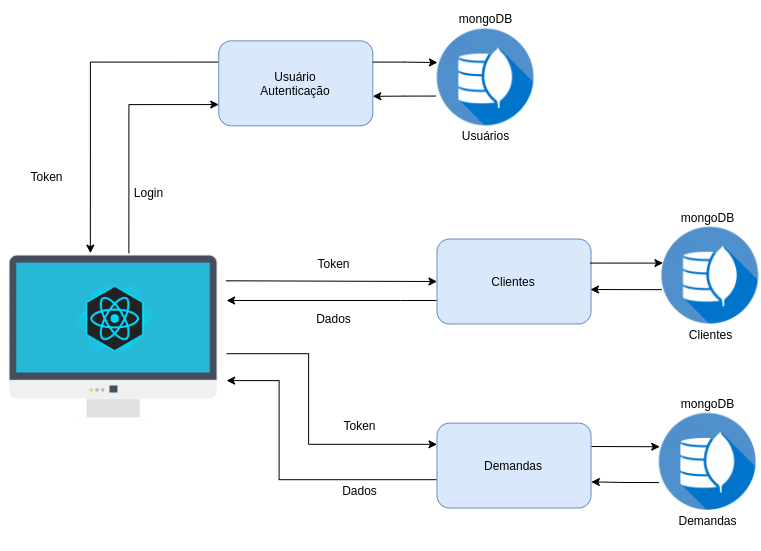 mongoDB
Usuário
Autenticação
Usuários
Token
Login
mongoDB
Token
Clientes
Dados
Clientes
mongoDB
Token
Demandas
Dados
Demandas